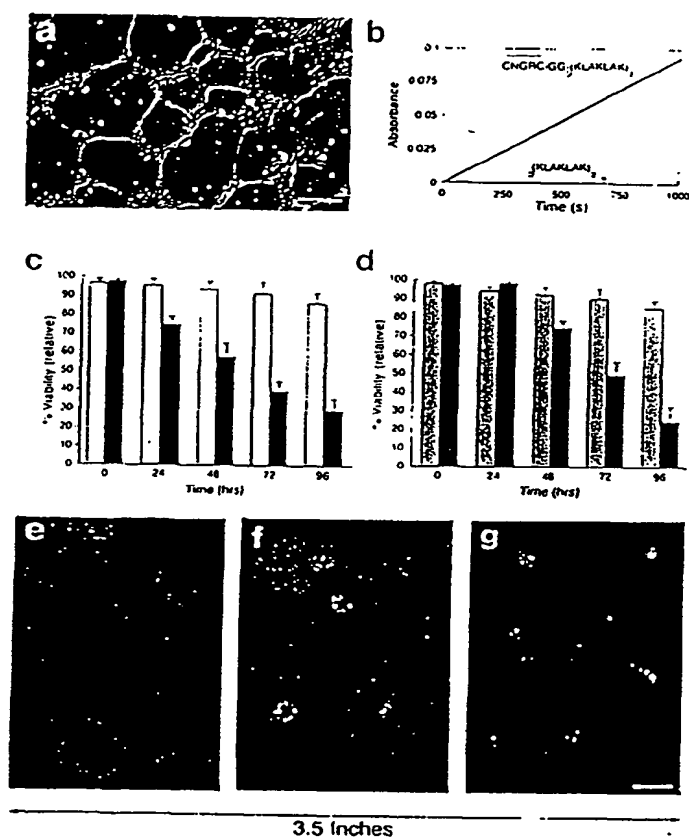 a
b
0.1
CNGRC-GG-D(KLAKLAK)2
0.075
0.05
0.025
0
D(KLAKLAK)2
0 250 500 750 1000
Absorbance
Time (s)
c
100
90
80
70
60
50
40
30
20
10
0
% Viability (relative)
0 24 48 72 96
Time (hrs)
d
100
90
80
70
60
50
40
30
20
10
0
% Viability (relative)
0 24 48 72 96
Time (hrs)
e
f
g
3.5 Inches